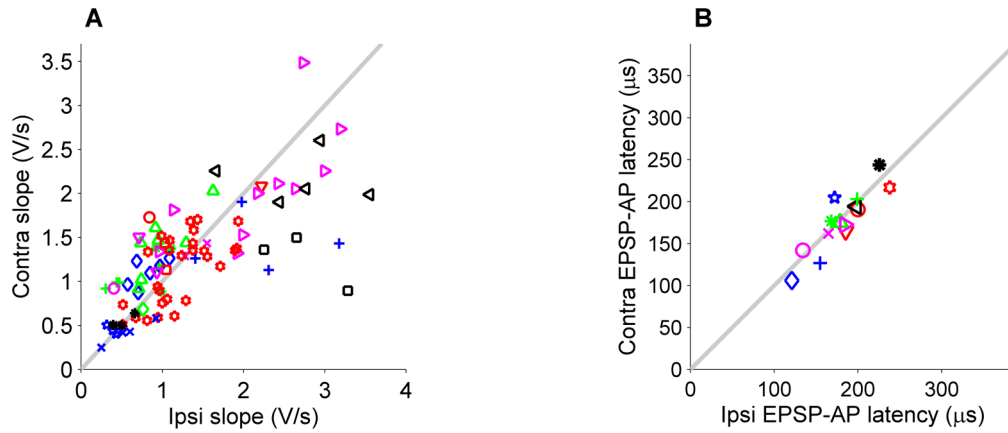 A
Contra slope (V/s)
3.5
3
2.5
2
1.5
1
0.5
0
0 1 2 3 4
Ipsi slope (V/s)
B
Contra EPSP-AP latency (μs)
350
300
250
200
150
100
50
0
0 100 200 300
Ipsi EPSP-AP latency (μs)